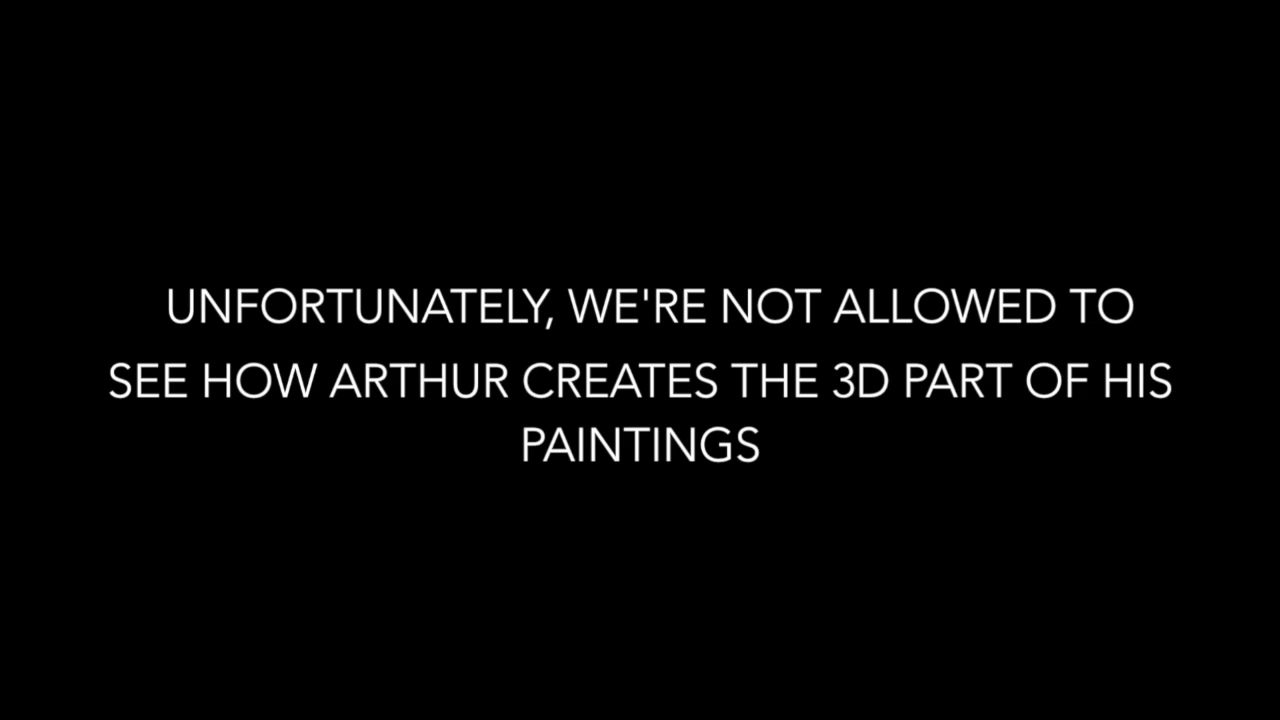 UNFORTUNATELY, WE'RE NOT ALLOWED TO
SEE HOW ARTHUR CREATES THE 3D PART OF HIS
PAINTINGS